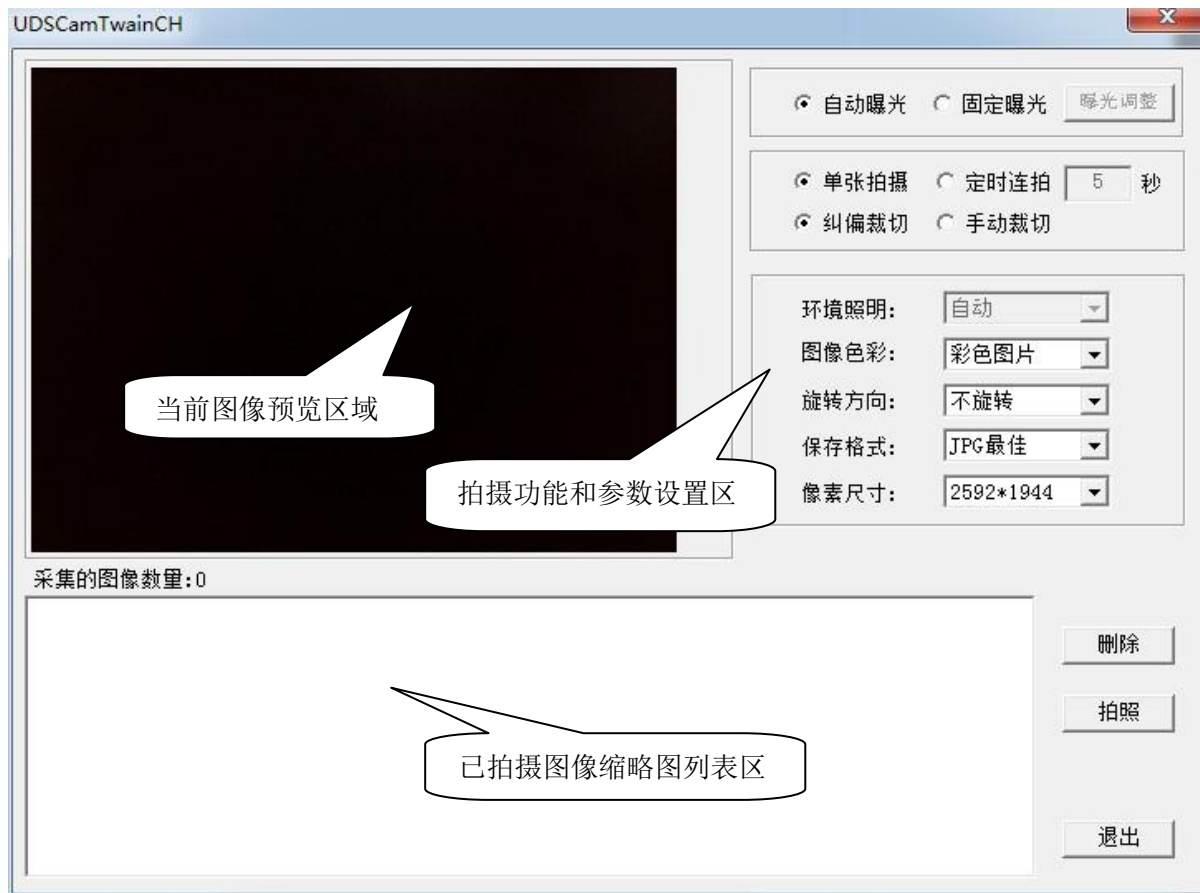 UDSCamTwainCH
自动曝光 固定曝光 曝光调整
单张拍摄 定时连拍 5 秒
纠偏裁切 手动裁切
环境照明: 自动
图像色彩: 彩色图片
旋转方向: 不旋转
保存格式: JPG最佳
像素尺寸: 2592*1944
当前图像预览区域
拍摄功能和参数设置区
采集的图像数量:0
已拍摄图像缩略图列表区
删除
拍照
退出